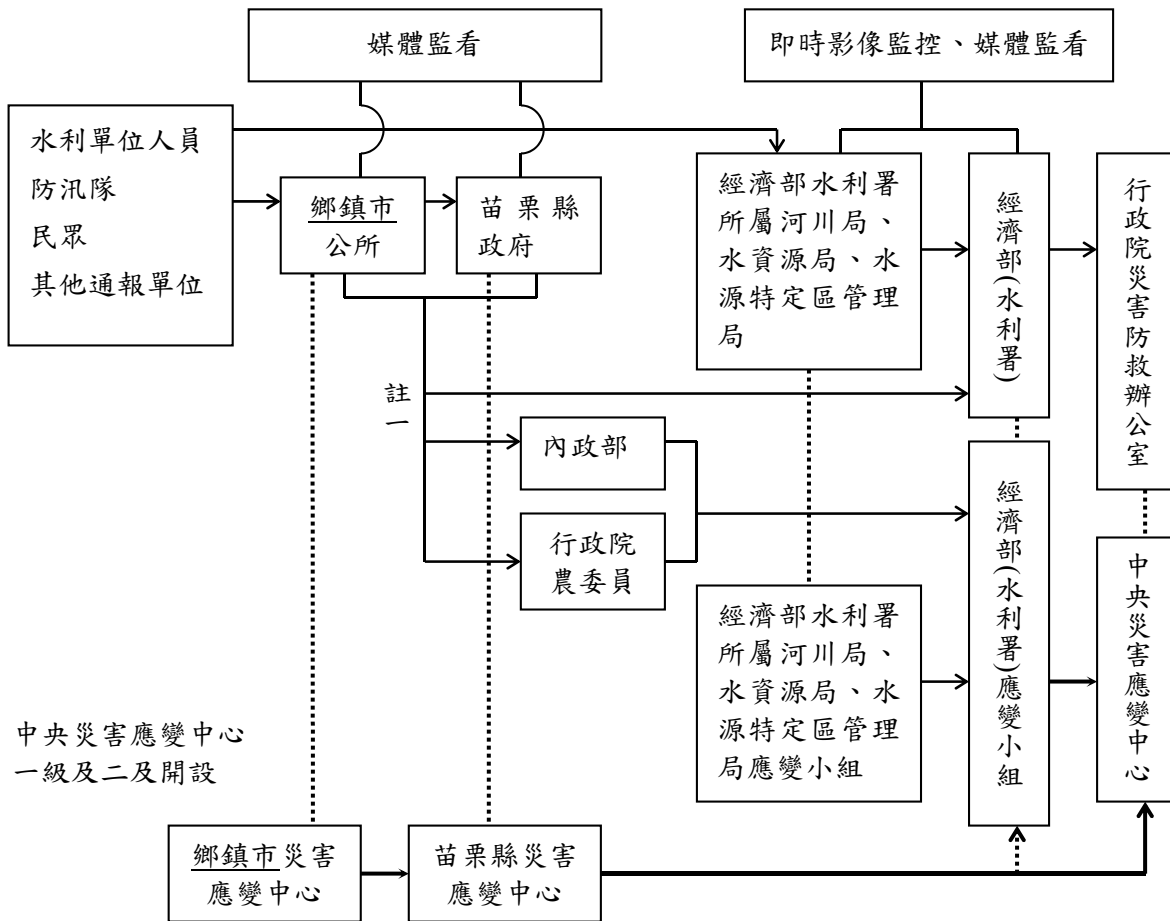 媒體監看
即時影像監控、媒體監看
水利單位人員
防汛隊
民眾
其他通報單位
鄉鎮市
公所
苗栗縣
政府
經濟部水利署
所屬河川局、
水資源局、水
源特定區管理
局
經濟部(水利署)
行政院災害防救辦公室
註一
內政部
行政院
農委員
經濟部水利署
所屬河川局、
水資源局、水
源特定區管理
局應變小組
經濟部(水利署)應變小組
中央災害應變中心
中央災害應變中心
一級及二及開設
鄉鎮市災害
應變中心
苗栗縣災害
應變中心